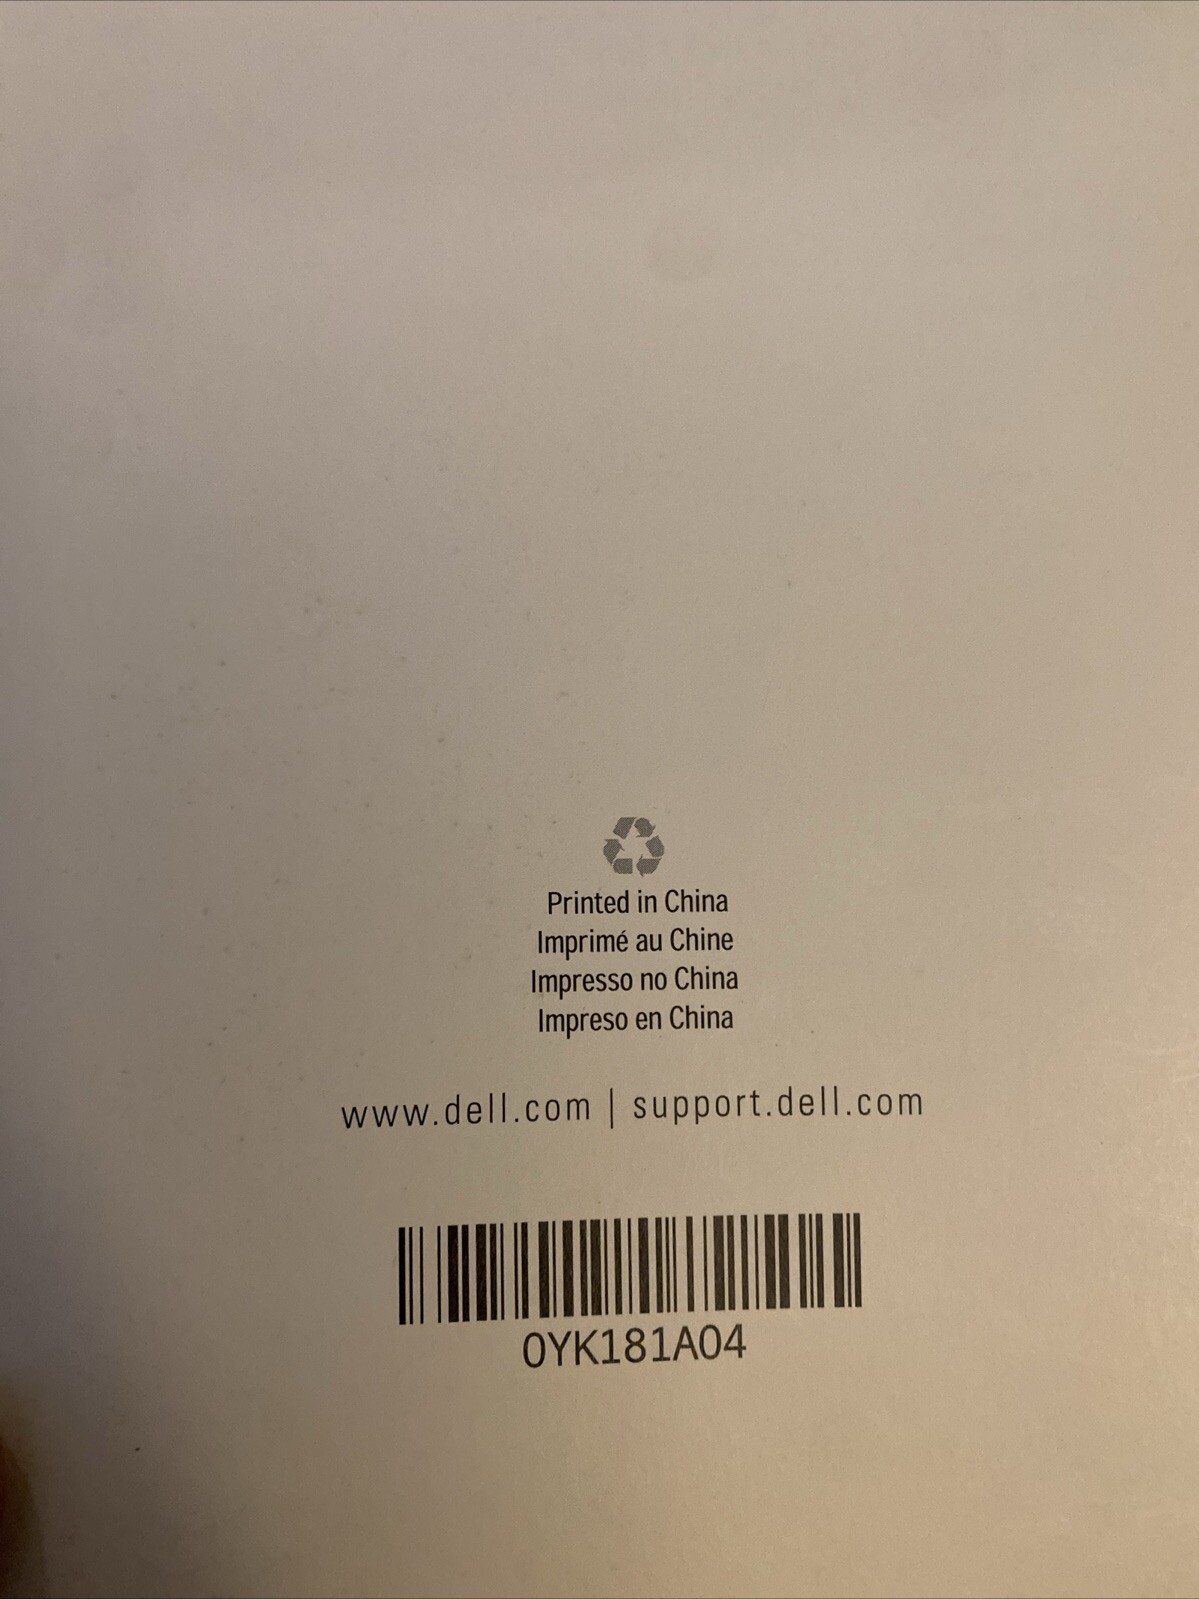 Printed in China
Imprimé au Chine
Impresso no China
Impreso en China
www.dell.com | support.dell.com
0YK181A04